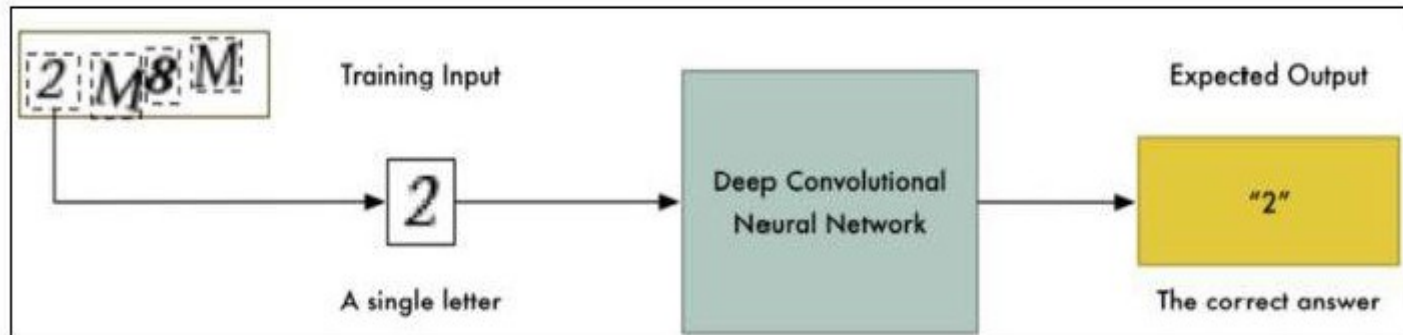 2 M 8 M
Training Input
Expected Output
2
Deep Convolutional
Neural Network
"2"
A single letter
The correct answer